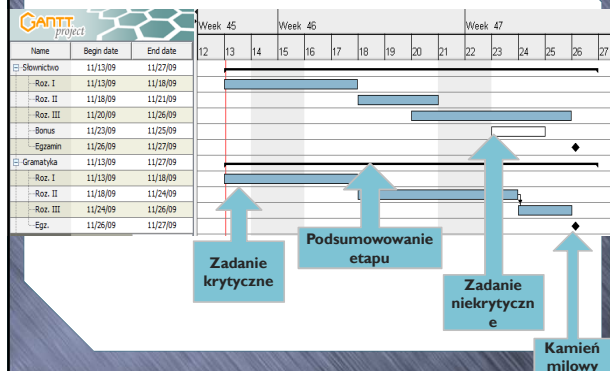 GANTT project
Week 45 Week 46 Week 47
Name Begin date End date 12 13 14 15 16 17 18 19 20 21 22 23 24 25 26 27
Słownictwo 11/13/09 11/27/09
Roz. I 11/13/09 11/18/09
Roz. II 11/18/09 11/21/09
Roz. III 11/20/09 11/26/09
Bonus 11/23/09 11/25/09
Egzamin 11/26/09 11/27/09
Gramatyka 11/13/09 11/27/09
Roz. I 11/13/09 11/18/09
Roz. II 11/18/09 11/24/09
Roz. III 11/24/09 11/26/09
Egz. 11/26/09 11/27/09
Zadanie
krytyczne
Podsumowowanie
etapu
Zadanie
niekrytyczn
e
Kamień
milowy